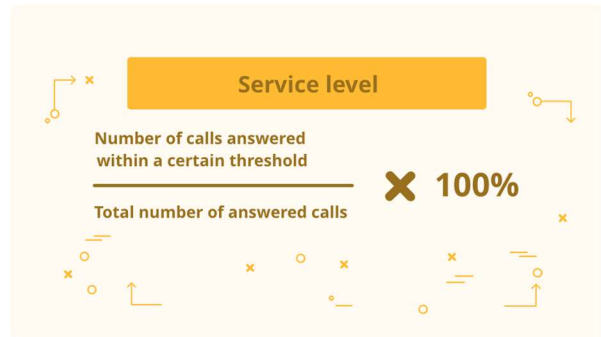 Service level
Number of calls answered
within a certain threshold
Total number of answered calls
× 100%